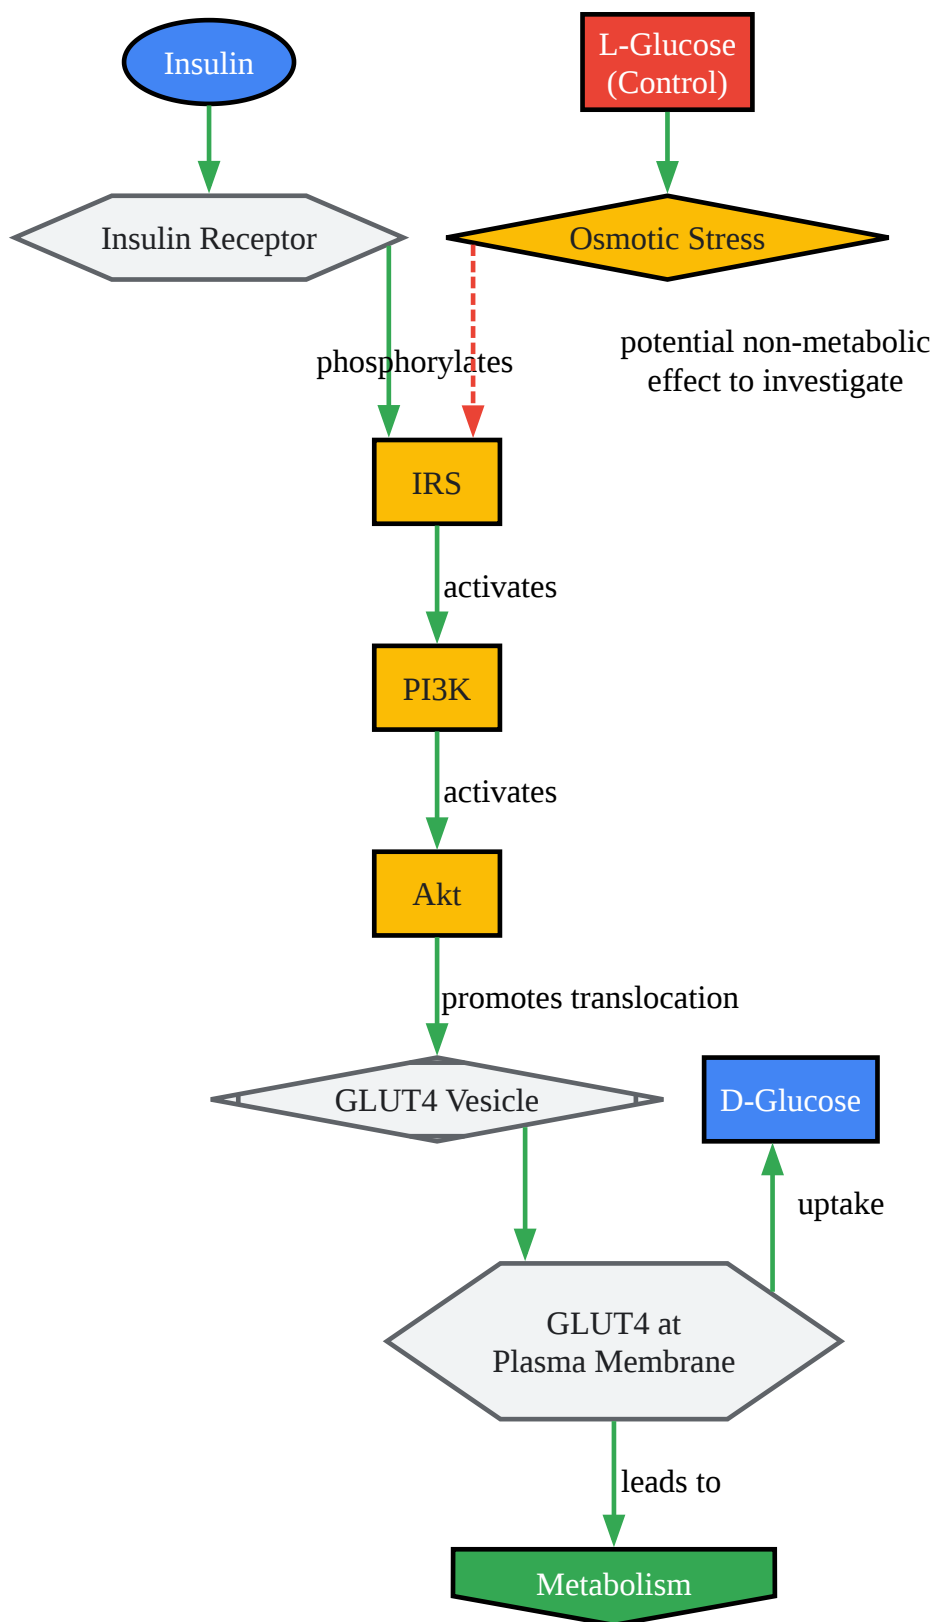 Insulin
L-Glucose
(Control)
Insulin Receptor
Osmotic Stress
phosphorylates
potential non-metabolic
effect to investigate
IRS
activates
PI3K
activates
Akt
promotes translocation
GLUT4 Vesicle
D-Glucose
uptake
GLUT4 at
Plasma Membrane
leads to
Metabolism